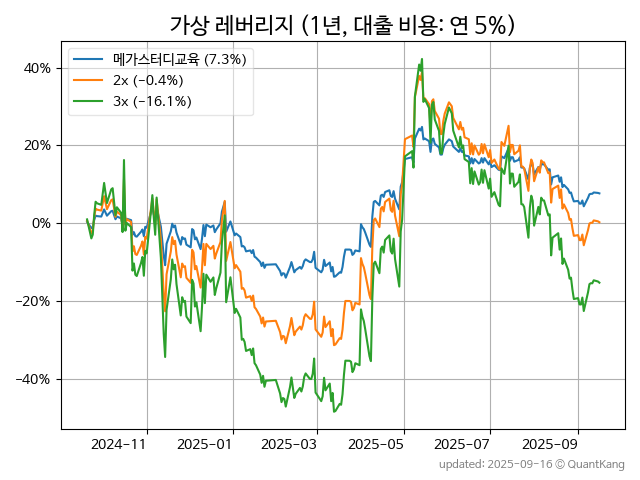 가상 레버리지 (1년, 대출 비용: 연 5%)
메가스터디교육 (7.3%)
2x (−0.4%)
3x (−16.1%)
40%
20%
0%
−20%
−40%
2024-11 2025-01 2025-03 2025-05 2025-07 2025-09
updated: 2025-09-16 © QuantKang